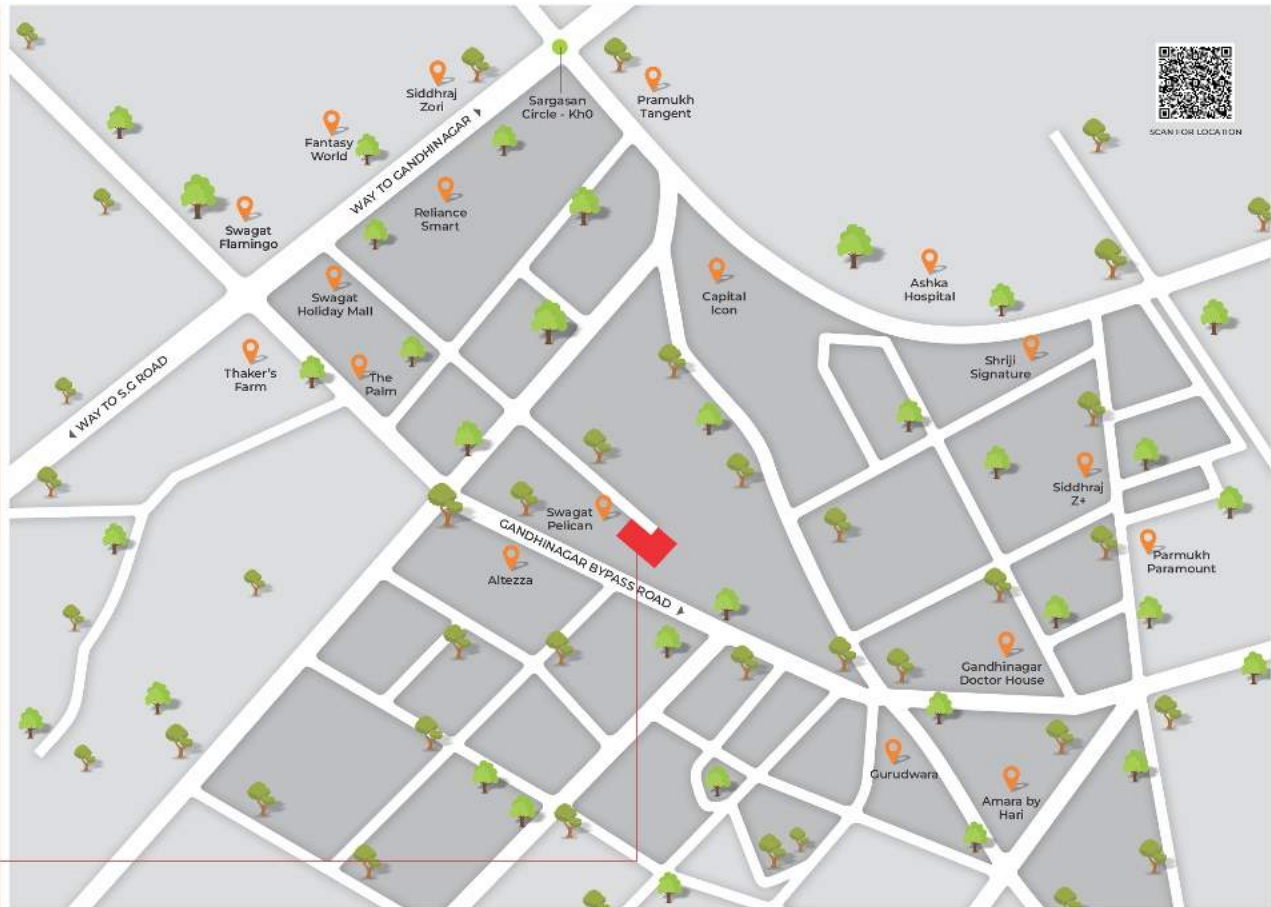 Siddhraj
Zori
Sargasan
Circle - Kh0
Pramukh
Tangent
SCAN FOR LOCATION
Fantasy
World
WAY TO GANDHINAGAR
Reliance
Smart
Swagat
Flamingo
Swagat
Holiday Mall
Capital
Icon
Ashka
Hospital
Thaker's
Farm
The
Palm
Shriji
Signature
WAY TO S.G ROAD
Siddhraj
Z+
Swagat
Pelican
GANDHINAGAR BYPASS ROAD
Altezza
Parmukh
Paramount
Gandhinagar
Doctor House
Gurudwara
Amara by
Hari